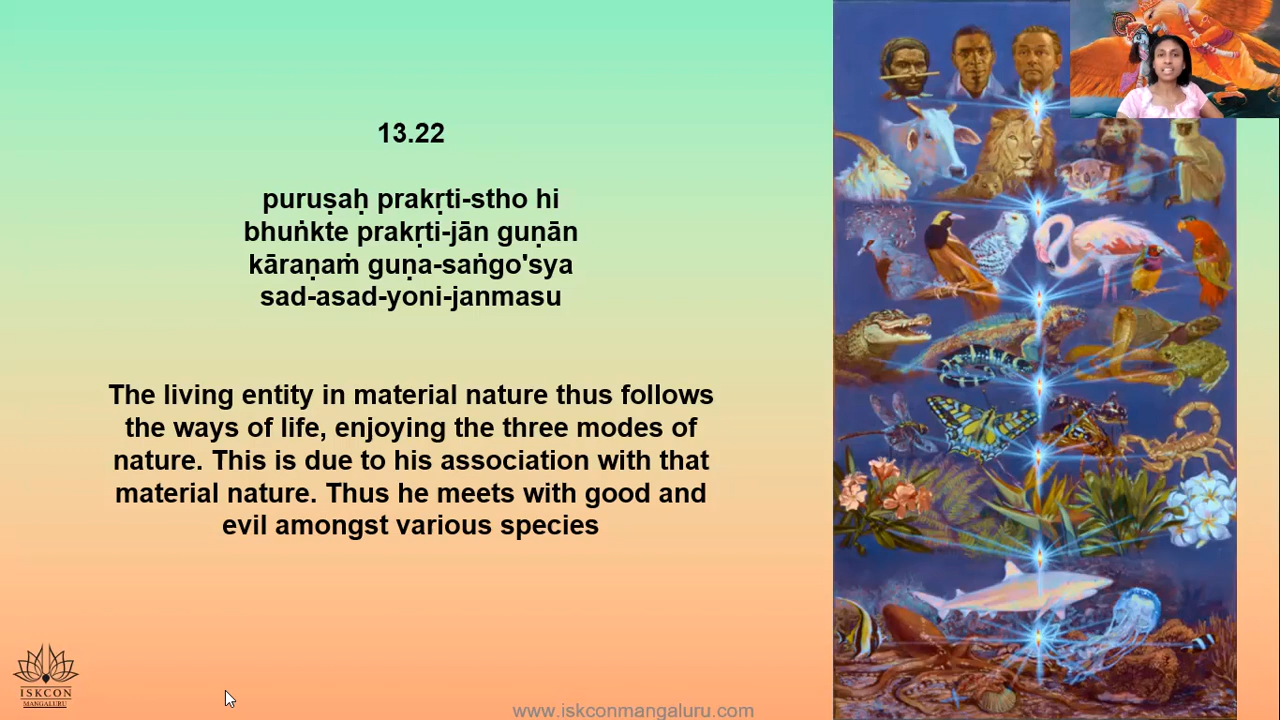 13.22
puruṣaḥ prakṛti-stho hi
bhuṅkte prakṛti-jān guṇān
kāraṇaṁ guṇa-saṅgo'sya
sad-asad-yoni-janmasu
The living entity in material nature thus follows
the ways of life, enjoying the three modes of
nature. This is due to his association with that
material nature. Thus he meets with good and
evil amongst various species
ISKCON
MANGALURU
www.iskconmangaluru.com